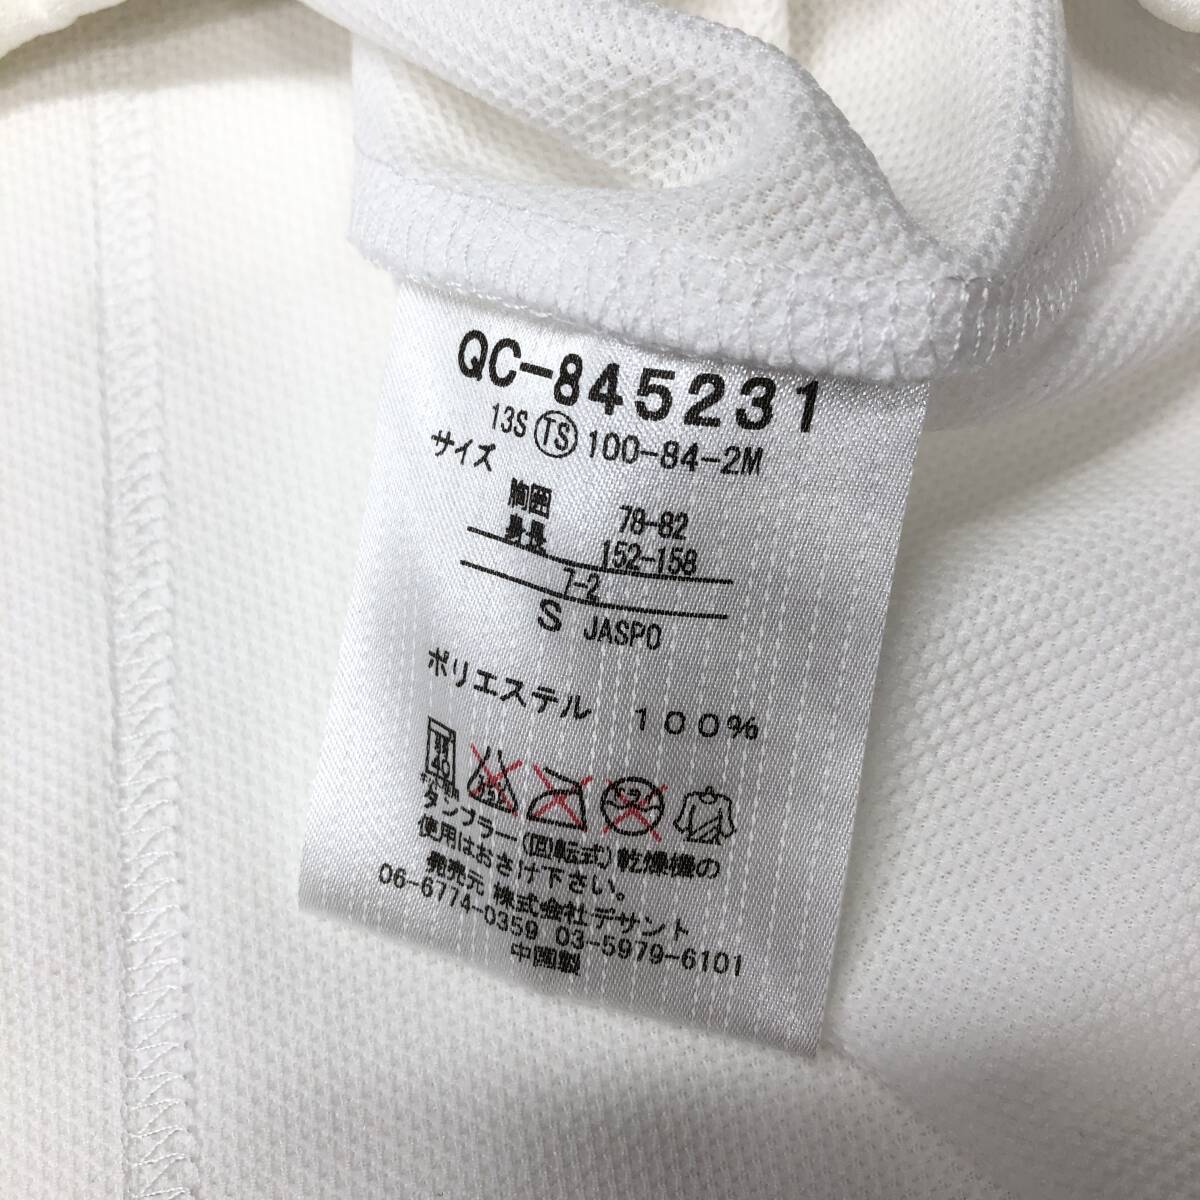 QC-845231
13S TS 100-84-2M
サイズ
胸囲 78-82
身長 152-158
7-2
S JASPO
ポリエステル 100%
40
タンブラー(回転式)乾燥機の
使用はおさけ下さい。
発売元 株式会社デサント
06-6774-0359 03-5979-6101
中国製